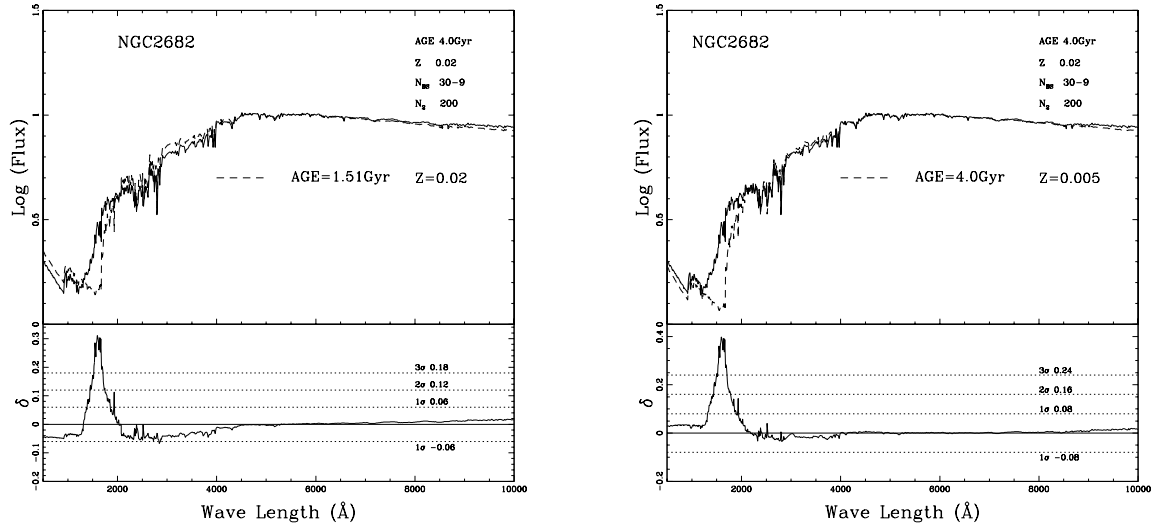 NGC2682
AGE 4.0Gyr
Z 0.02
N_BS 30-9
N_2 200
AGE=1.51Gyr Z=0.02
Log (Flux)
1.5
1
0.5
0
3σ 0.18
2σ 0.12
1σ 0.06
1σ -0.06
δ
0.3
0.2
0.1
0
-0.1
-0.2
2000 4000 6000 8000 10000
Wave Length (Å)
NGC2682
AGE 4.0Gyr
Z 0.02
N_BS 30-9
N_2 200
AGE=4.0Gyr Z=0.005
Log (Flux)
1.5
1
0.5
0
3σ 0.24
2σ 0.16
1σ 0.08
1σ -0.08
δ
0.4
0.2
0
-0.2
2000 4000 6000 8000 10000
Wave Length (Å)